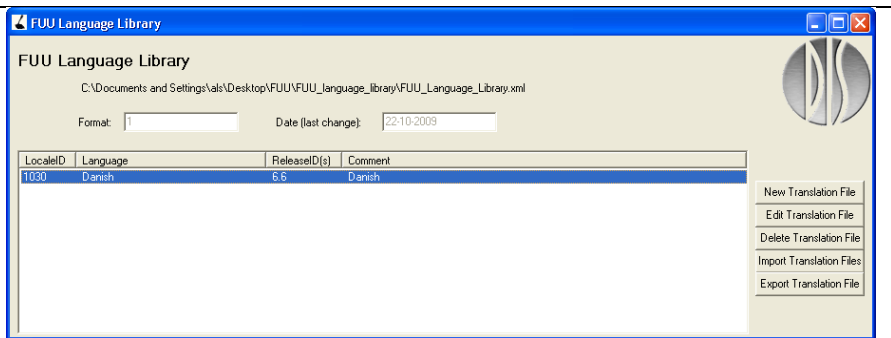 FUU Language Library
FUU Language Library
C:\Documents and Settings\als\Desktop\FUU\FUU_language_library\FUU_Language_Library.xml
Format: 1 Date (last change): 22-10-2009
LocaleID Language ReleaseID(s) Comment
1030 Danish 6.6 Danish
New Translation File
Edit Translation File
Delete Translation File
Import Translation Files
Export Translation File